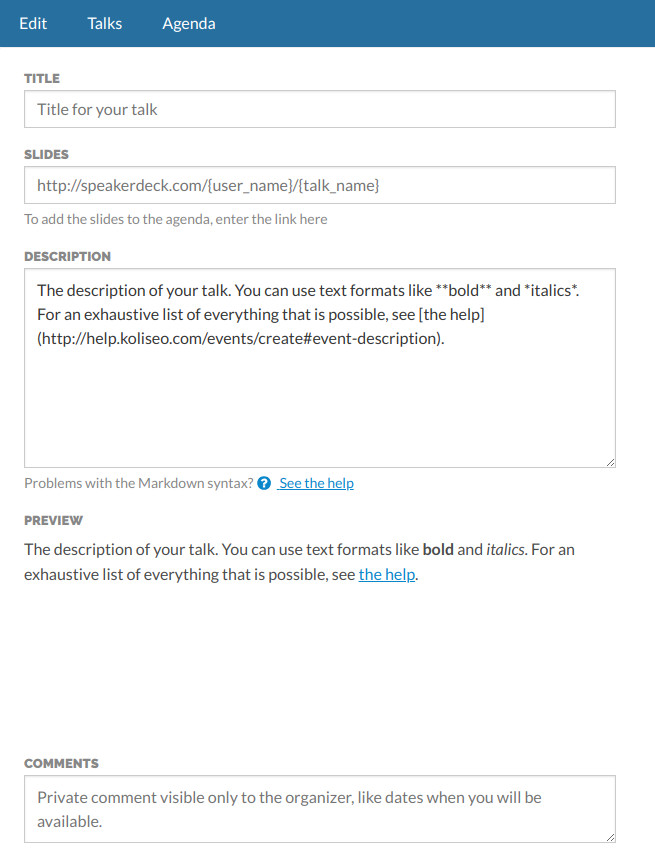 Edit Talks Agenda
TITLE
Title for your talk
SLIDES
http://speakerdeck.com/{user_name}/{talk_name}
To add the slides to the agenda, enter the link here
DESCRIPTION
The description of your talk. You can use text formats like **bold** and *italics*.
For an exhaustive list of everything that is possible, see [the help]
(http://help.koliseo.com/events/create#event-description).
Problems with the Markdown syntax? ? See the help
PREVIEW
The description of your talk. You can use text formats like bold and italics. For an
exhaustive list of everything that is possible, see the help.
COMMENTS
Private comment visible only to the organizer, like dates when you will be
available.